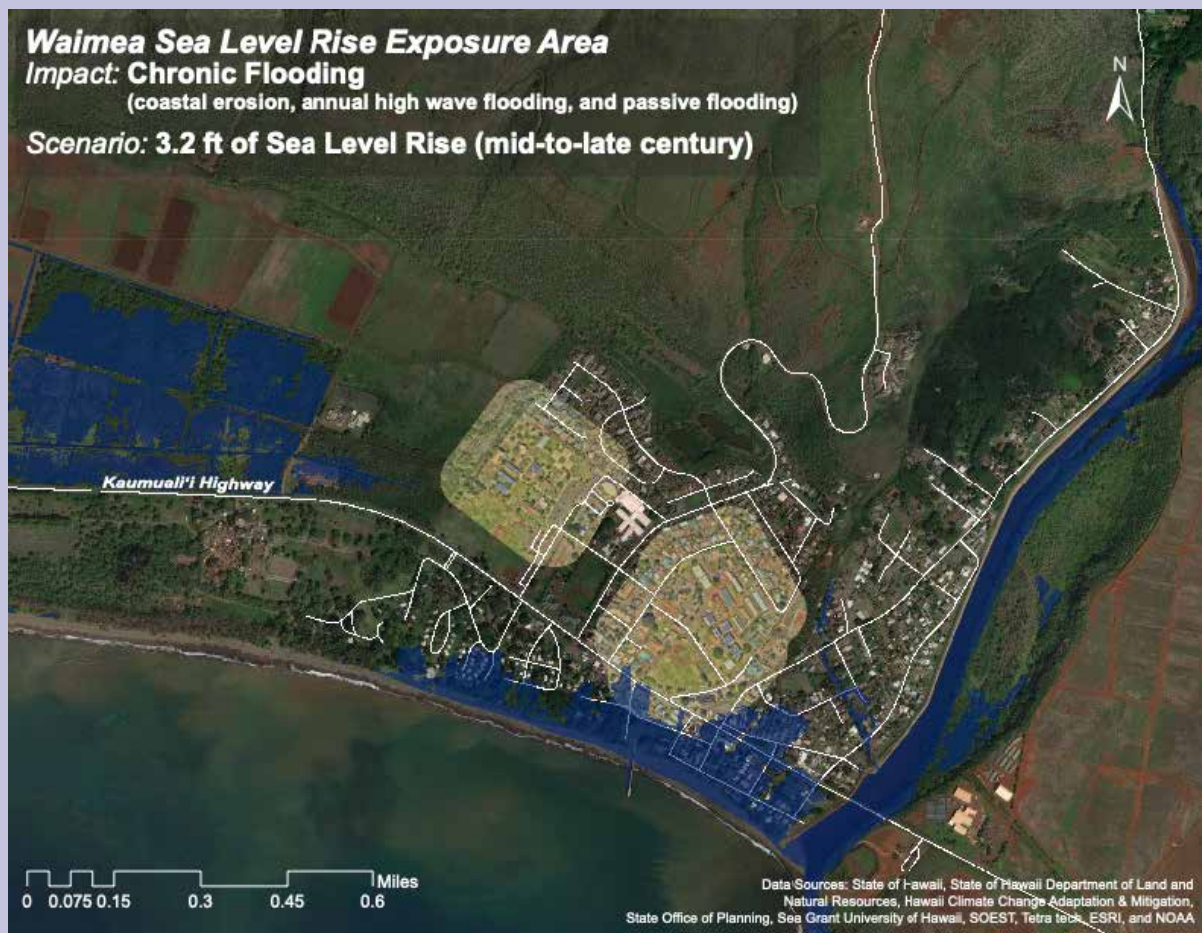 Waimea Sea Level Rise Exposure Area
Impact: Chronic Flooding
(coastal erosion, annual high wave flooding, and passive flooding)
Scenario: 3.2 ft of Sea Level Rise (mid-to-late century)
N
Kaumuali'i Highway
Miles
0 0.075 0.15 0.3 0.45 0.6
Data Sources: State of Hawaii, State of Hawaii Department of Land and
Natural Resources, Hawaii Climate Change Adaptation & Mitigation,
State Office of Planning, Sea Grant University of Hawaii, SOEST, Tetra tech, ESRI, and NOAA